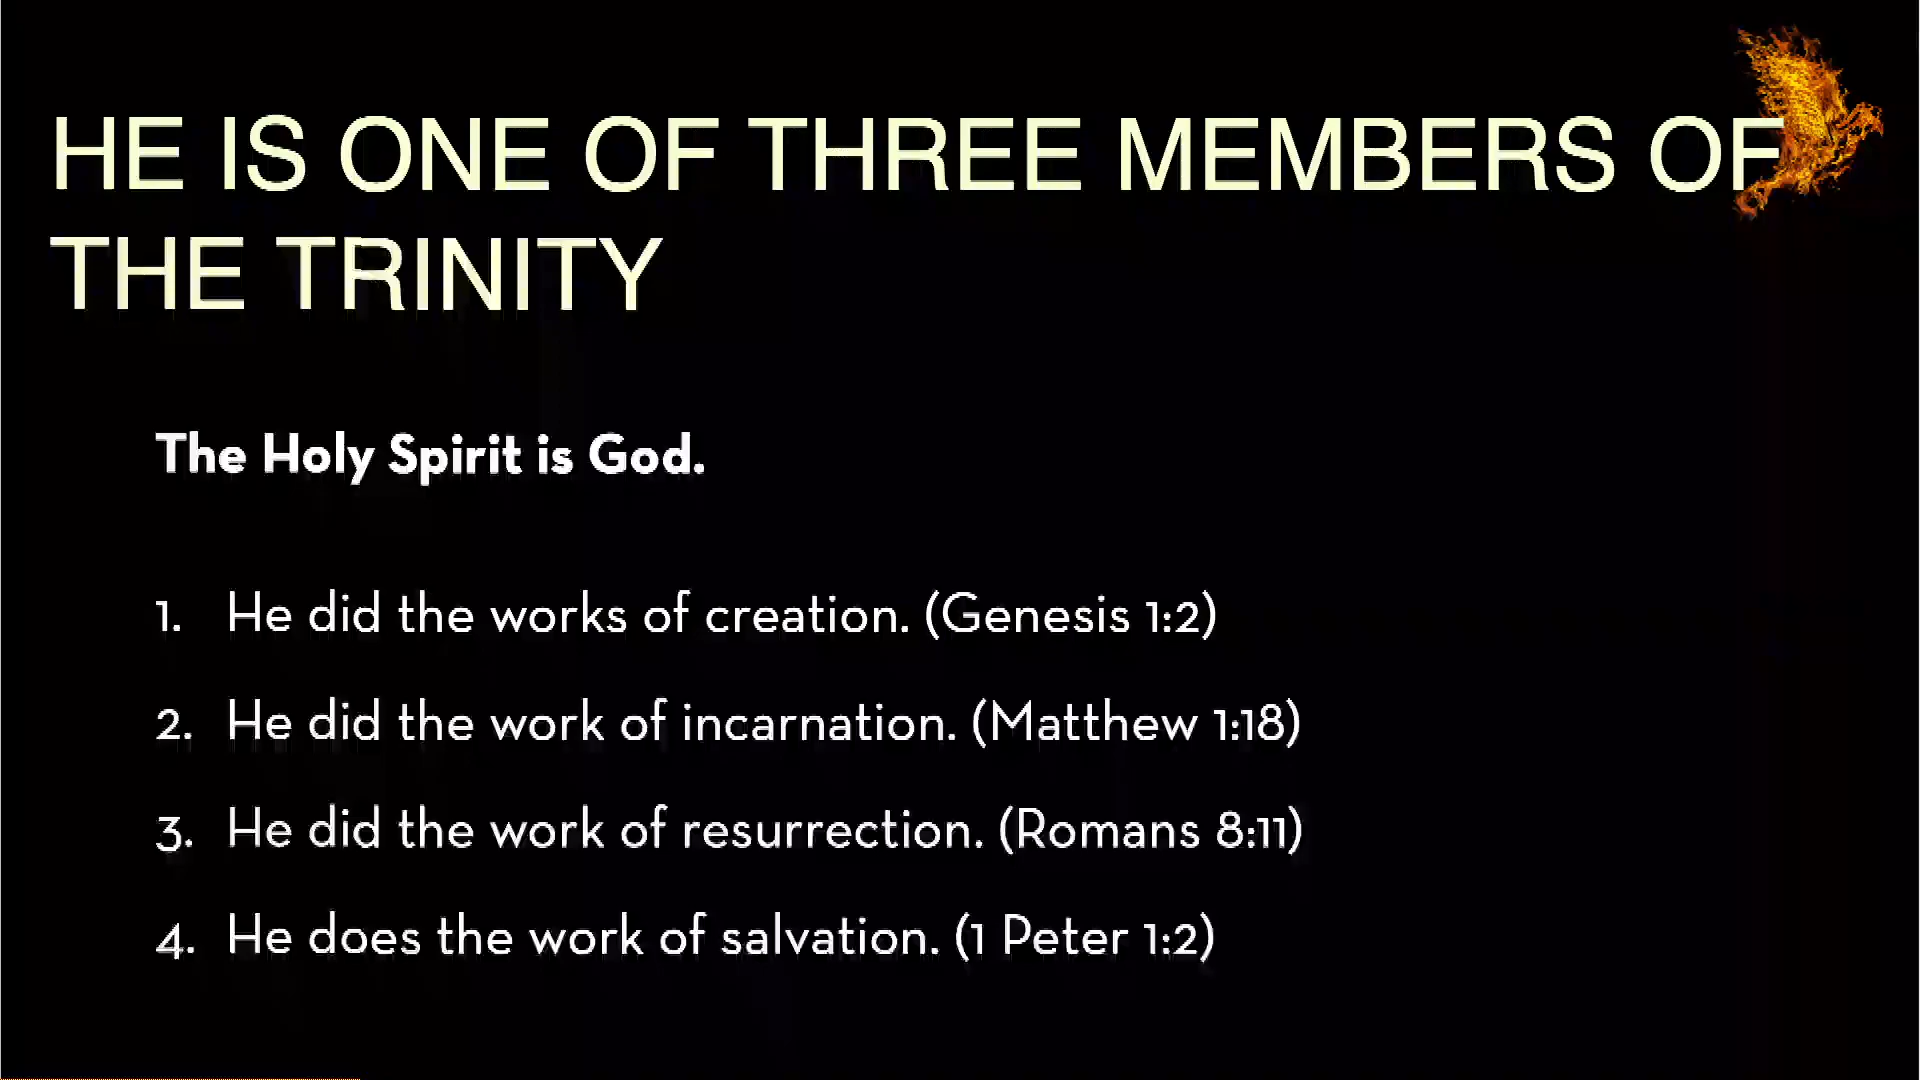 HE IS ONE OF THREE MEMBERS OF
THE TRINITY
The Holy Spirit is God.
1. He did the works of creation. (Genesis 1:2)
2. He did the work of incarnation. (Matthew 1:18)
3. He did the work of resurrection. (Romans 8:11)
4. He does the work of salvation. (1 Peter 1:2)